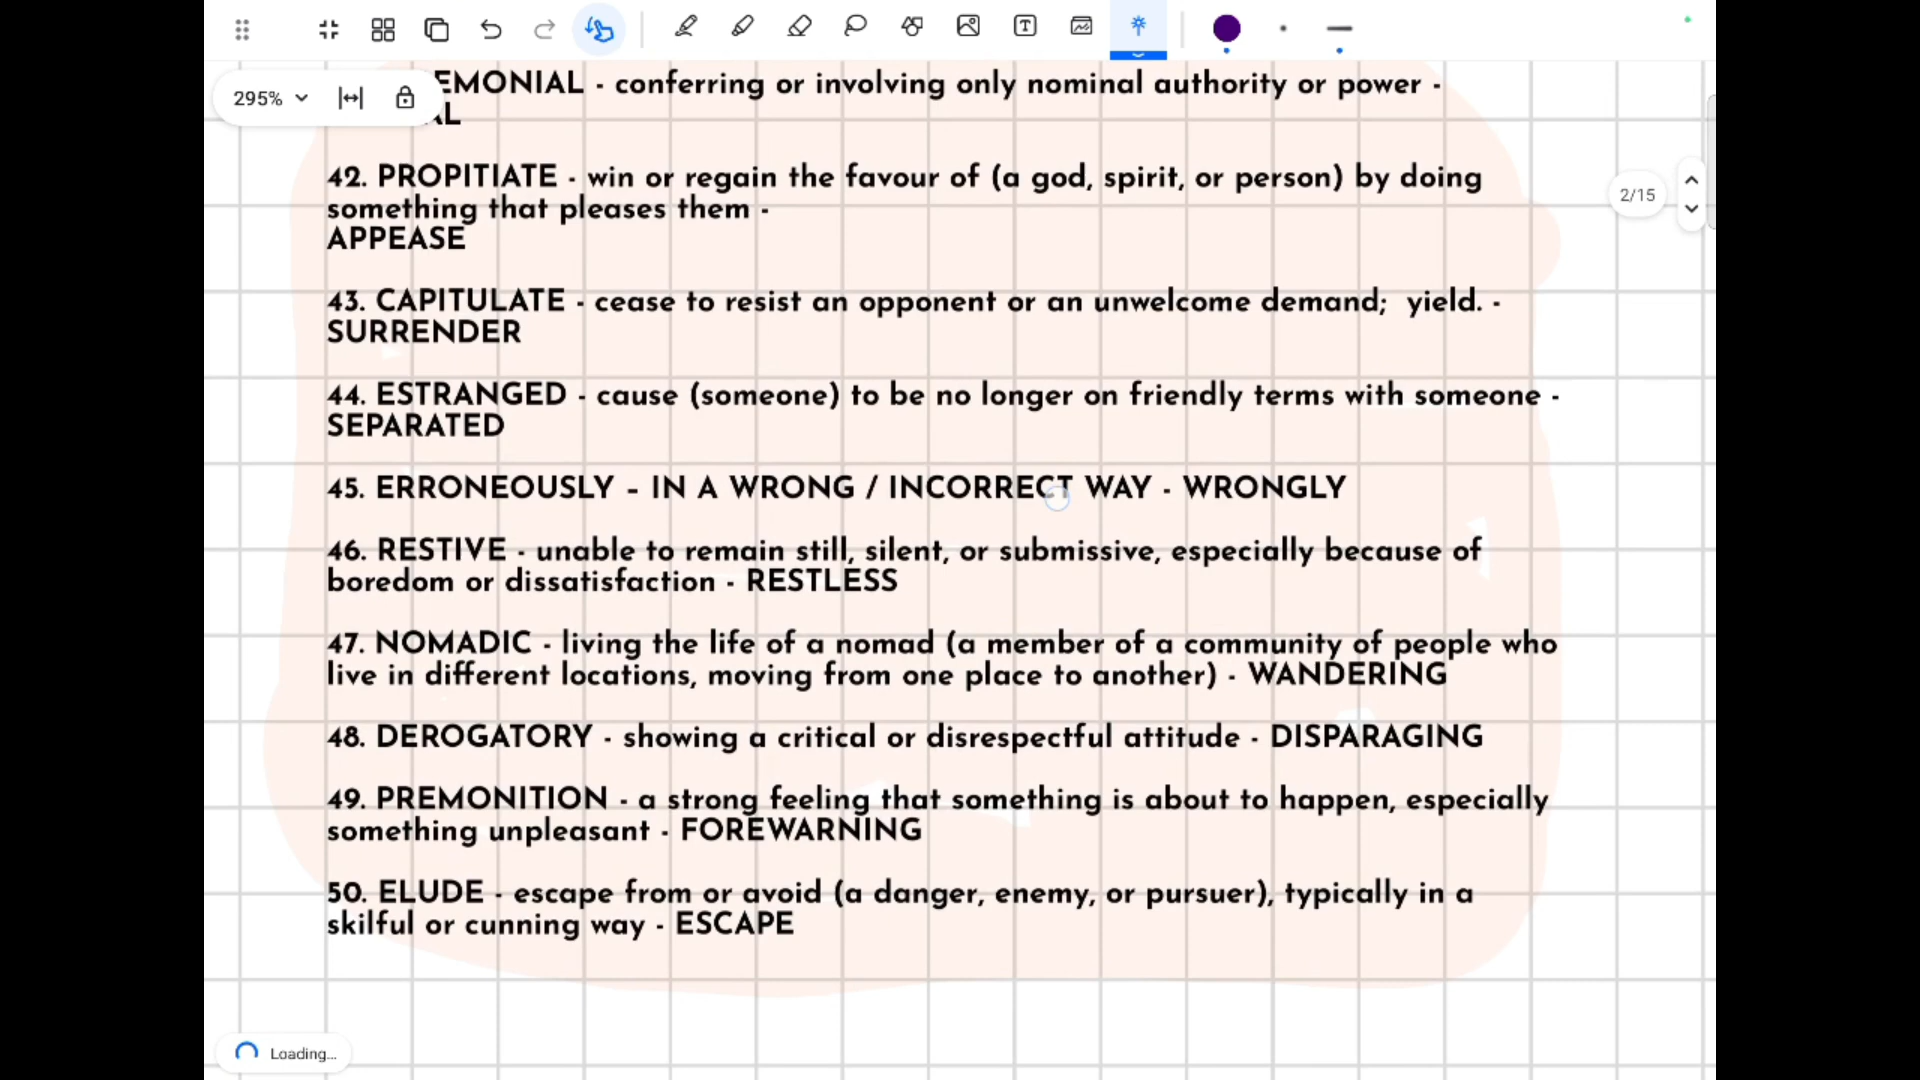 295%
EMONIAL - conferring or involving only nominal authority or power -
AL
42. PROPITIATE - win or regain the favour of (a god, spirit, or person) by doing
something that pleases them -
APPEASE
2/15
43. CAPITULATE - cease to resist an opponent or an unwelcome demand;  yield. -
SURRENDER
44. ESTRANGED - cause (someone) to be no longer on friendly terms with someone -
SEPARATED
45. ERRONEOUSLY – IN A WRONG / INCORRECT WAY - WRONGLY
46. RESTIVE - unable to remain still, silent, or submissive, especially because of
boredom or dissatisfaction - RESTLESS
47. NOMADIC - living the life of a nomad (a member of a community of people who
live in different locations, moving from one place to another) - WANDERING
48. DEROGATORY - showing a critical or disrespectful attitude - DISPARAGING
49. PREMONITION - a strong feeling that something is about to happen, especially
something unpleasant - FOREWARNING
50. ELUDE - escape from or avoid (a danger, enemy, or pursuer), typically in a
skilful or cunning way - ESCAPE
Loading...